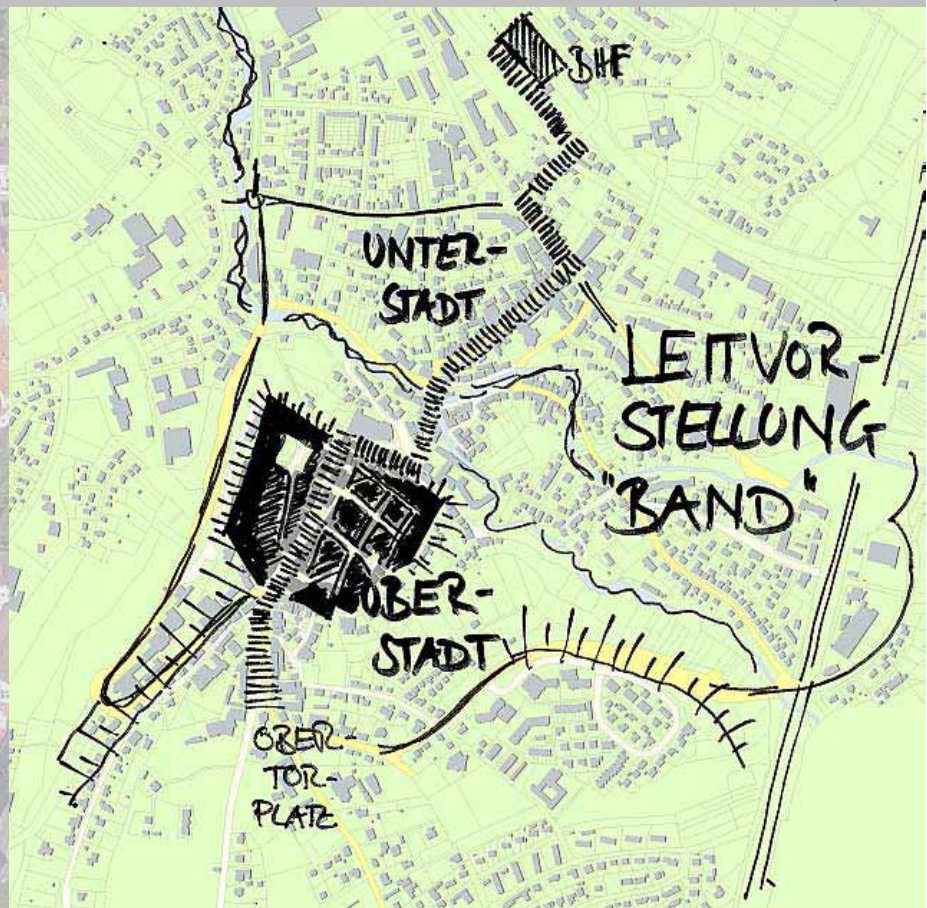 BHF
UNTER-
STADT
LEITVOR-
STELLUNG
"BAND"
OBER-
STADT
OBER-
TOR-
PLATZ